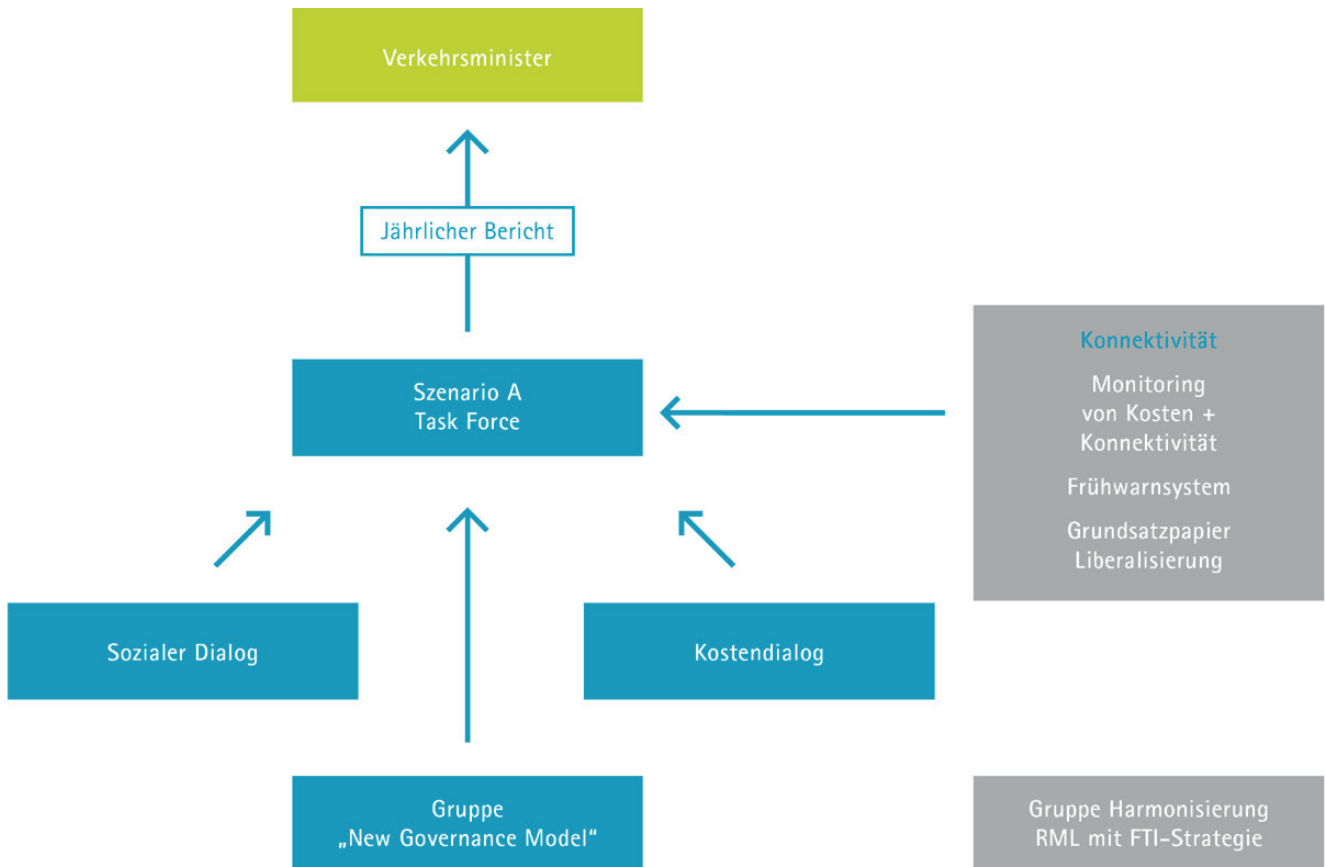 Verkehrsminister
Jährlicher Bericht
Szenario A
Task Force
Konnektivität
Monitoring
von Kosten +
Konnektivität
Frühwarnsystem
Grundsatzpapier
Liberalisierung
Sozialer Dialog
Kostendialog
Gruppe
„New Governance Model“
Gruppe Harmonisierung
RML mit FTI-Strategie